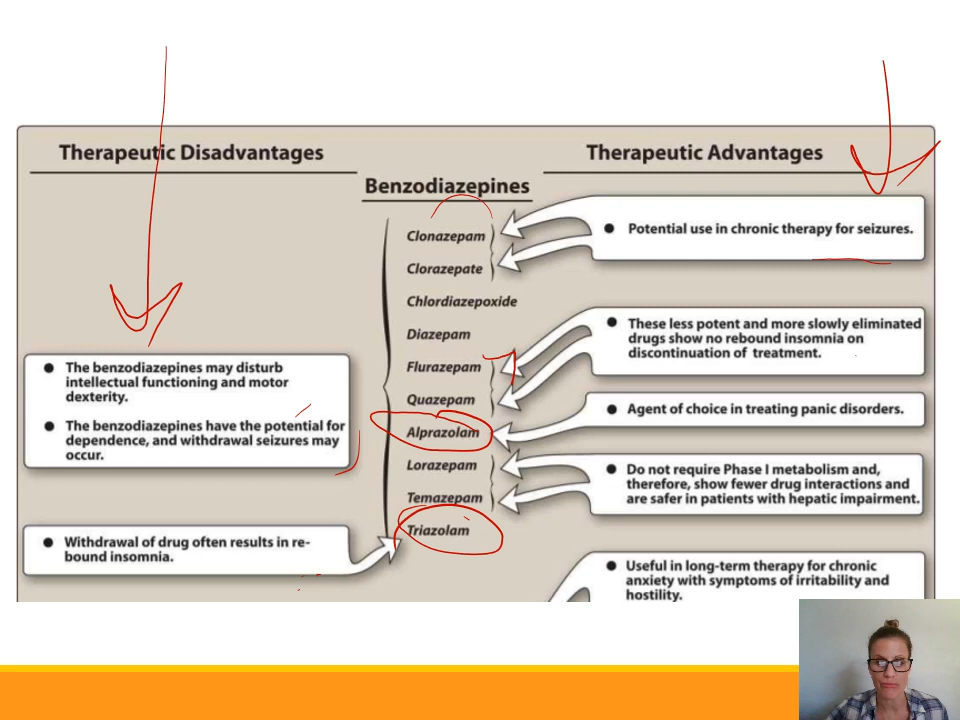 Therapeutic Disadvantages
Therapeutic Advantages
Benzodiazepines
Clonazepam
Clorazepate
Chlordiazepoxide
Diazepam
Flurazepam
Quazepam
Alprazolam
Lorazepam
Temazepam
Triazolam
● The benzodiazepines may disturb
intellectual functioning and motor
dexterity.
● The benzodiazepines have the potential for
dependence, and withdrawal seizures may
occur.
● Withdrawal of drug often results in re-
bound insomnia.
● Potential use in chronic therapy for seizures.
● These less potent and more slowly eliminated
drugs show no rebound insomnia on
discontinuation of treatment.
● Agent of choice in treating panic disorders.
● Do not require Phase I metabolism and,
therefore, show fewer drug interactions and
are safer in patients with hepatic impairment.
● Useful in long-term therapy for chronic
anxiety with symptoms of irritability and
hostility.